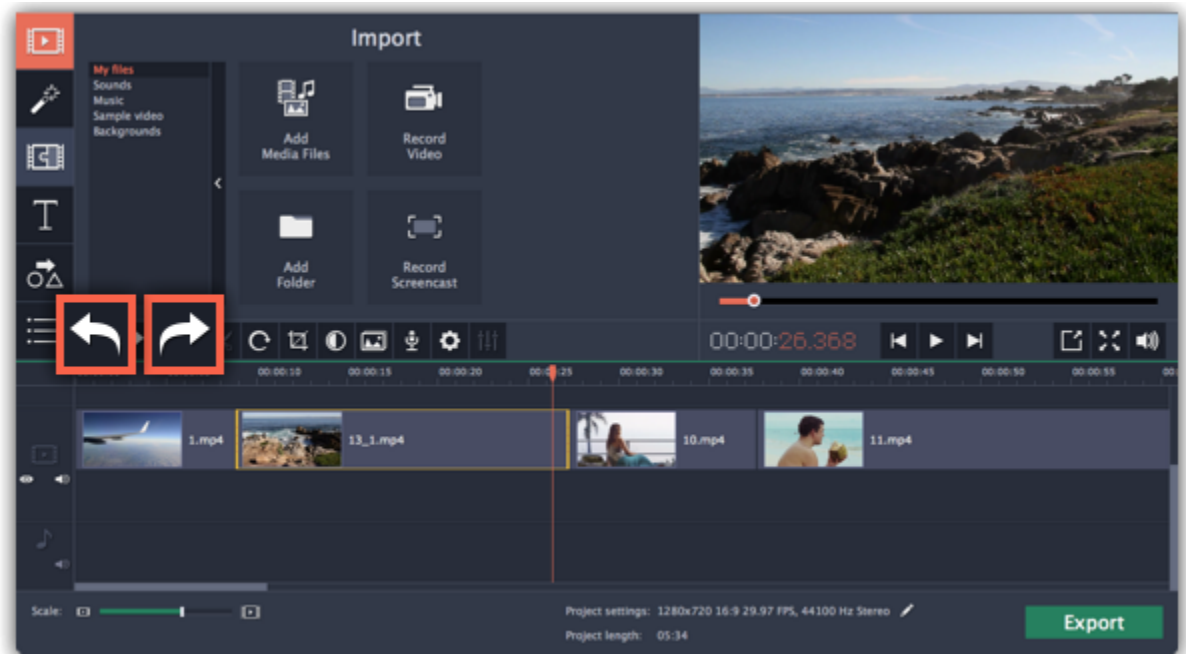 Import
My files
Sounds
Music
Sample video
Backgrounds
Add
Media Files
Record
Video
Add
Folder
Record
Screencast
T
00:00:26.368
00:00:10 00:00:15 00:00:20 00:00:25 00:00:30 00:00:35 00:00:40 00:00:45 00:00:50 00:00:55
1.mp4 13_1.mp4 10.mp4 11.mp4
Scale:
Project settings: 1280x720 16:9 29.97 FPS, 44100 Hz Stereo
Project length: 05:34
Export